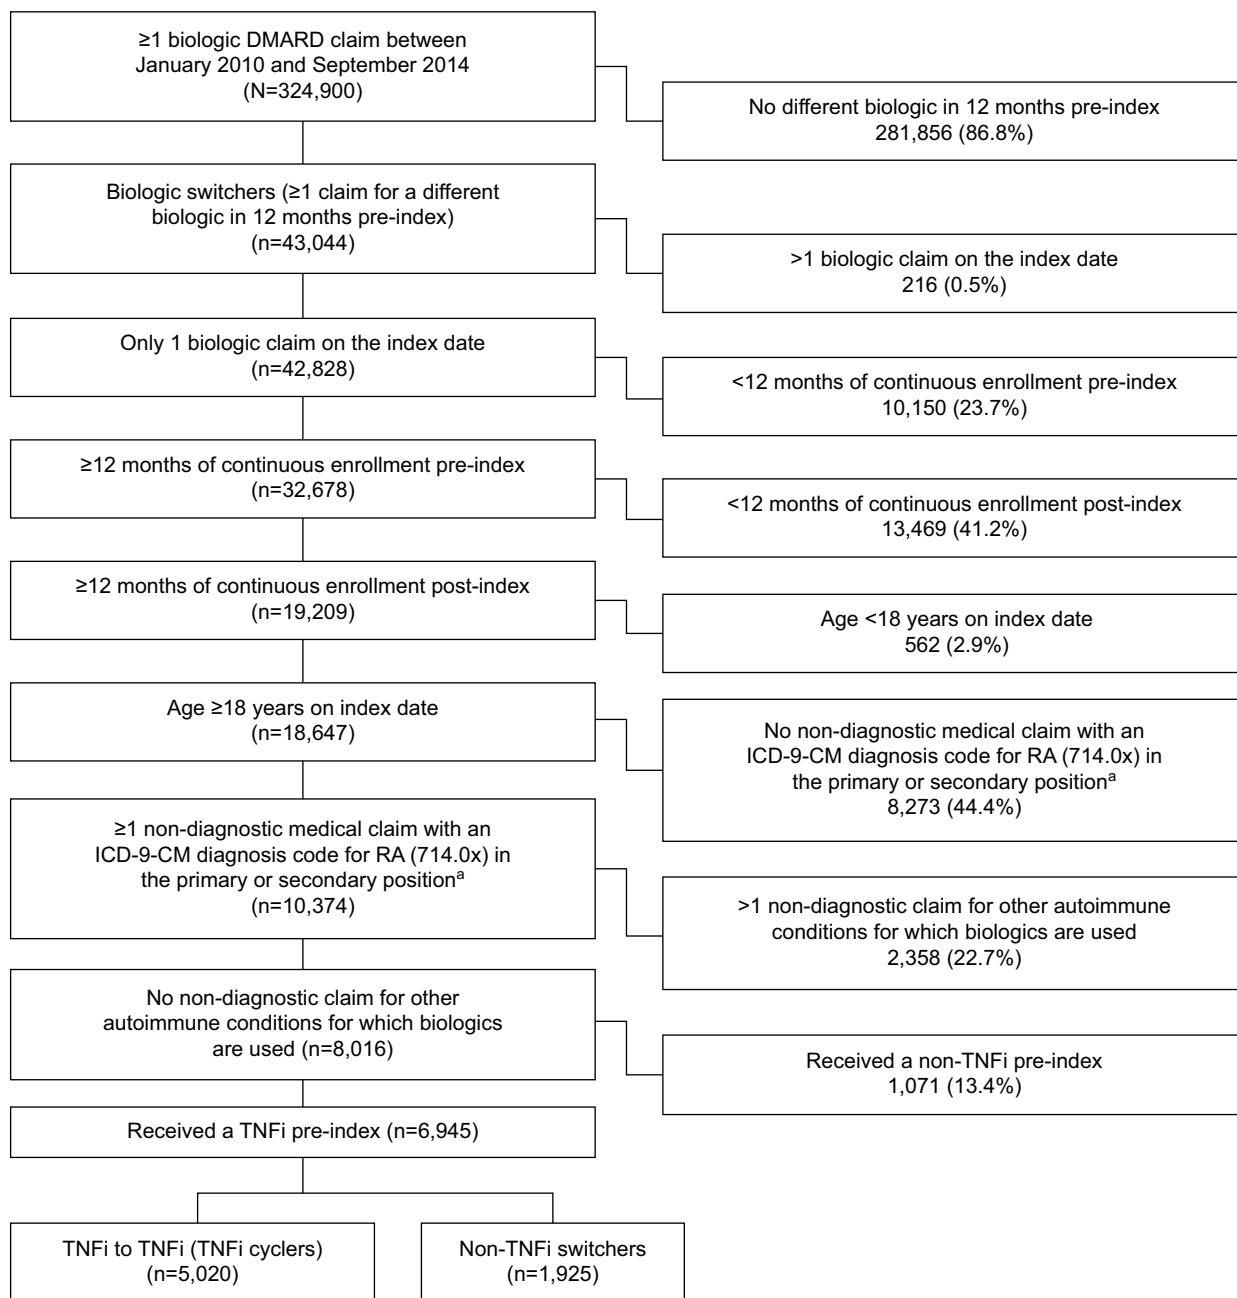 ≥1 biologic DMARD claim between
January 2010 and September 2014
(N=324,900)
No different biologic in 12 months pre-index
281,856 (86.8%)
Biologic switchers (≥1 claim for a different
biologic in 12 months pre-index)
(n=43,044)
>1 biologic claim on the index date
216 (0.5%)
Only 1 biologic claim on the index date
(n=42,828)
<12 months of continuous enrollment pre-index
10,150 (23.7%)
≥12 months of continuous enrollment pre-index
(n=32,678)
<12 months of continuous enrollment post-index
13,469 (41.2%)
≥12 months of continuous enrollment post-index
(n=19,209)
Age <18 years on index date
562 (2.9%)
Age ≥18 years on index date
(n=18,647)
No non-diagnostic medical claim with an
ICD-9-CM diagnosis code for RA (714.0x) in
the primary or secondary positionᵃ
8,273 (44.4%)
≥1 non-diagnostic medical claim with an
ICD-9-CM diagnosis code for RA (714.0x) in
the primary or secondary positionᵃ
(n=10,374)
>1 non-diagnostic claim for other autoimmune
conditions for which biologics are used
2,358 (22.7%)
No non-diagnostic claim for other
autoimmune conditions for which biologics
are used (n=8,016)
Received a non-TNFi pre-index
1,071 (13.4%)
Received a TNFi pre-index (n=6,945)
TNFi to TNFi (TNFi cyclers)
(n=5,020)
Non-TNFi switchers
(n=1,925)